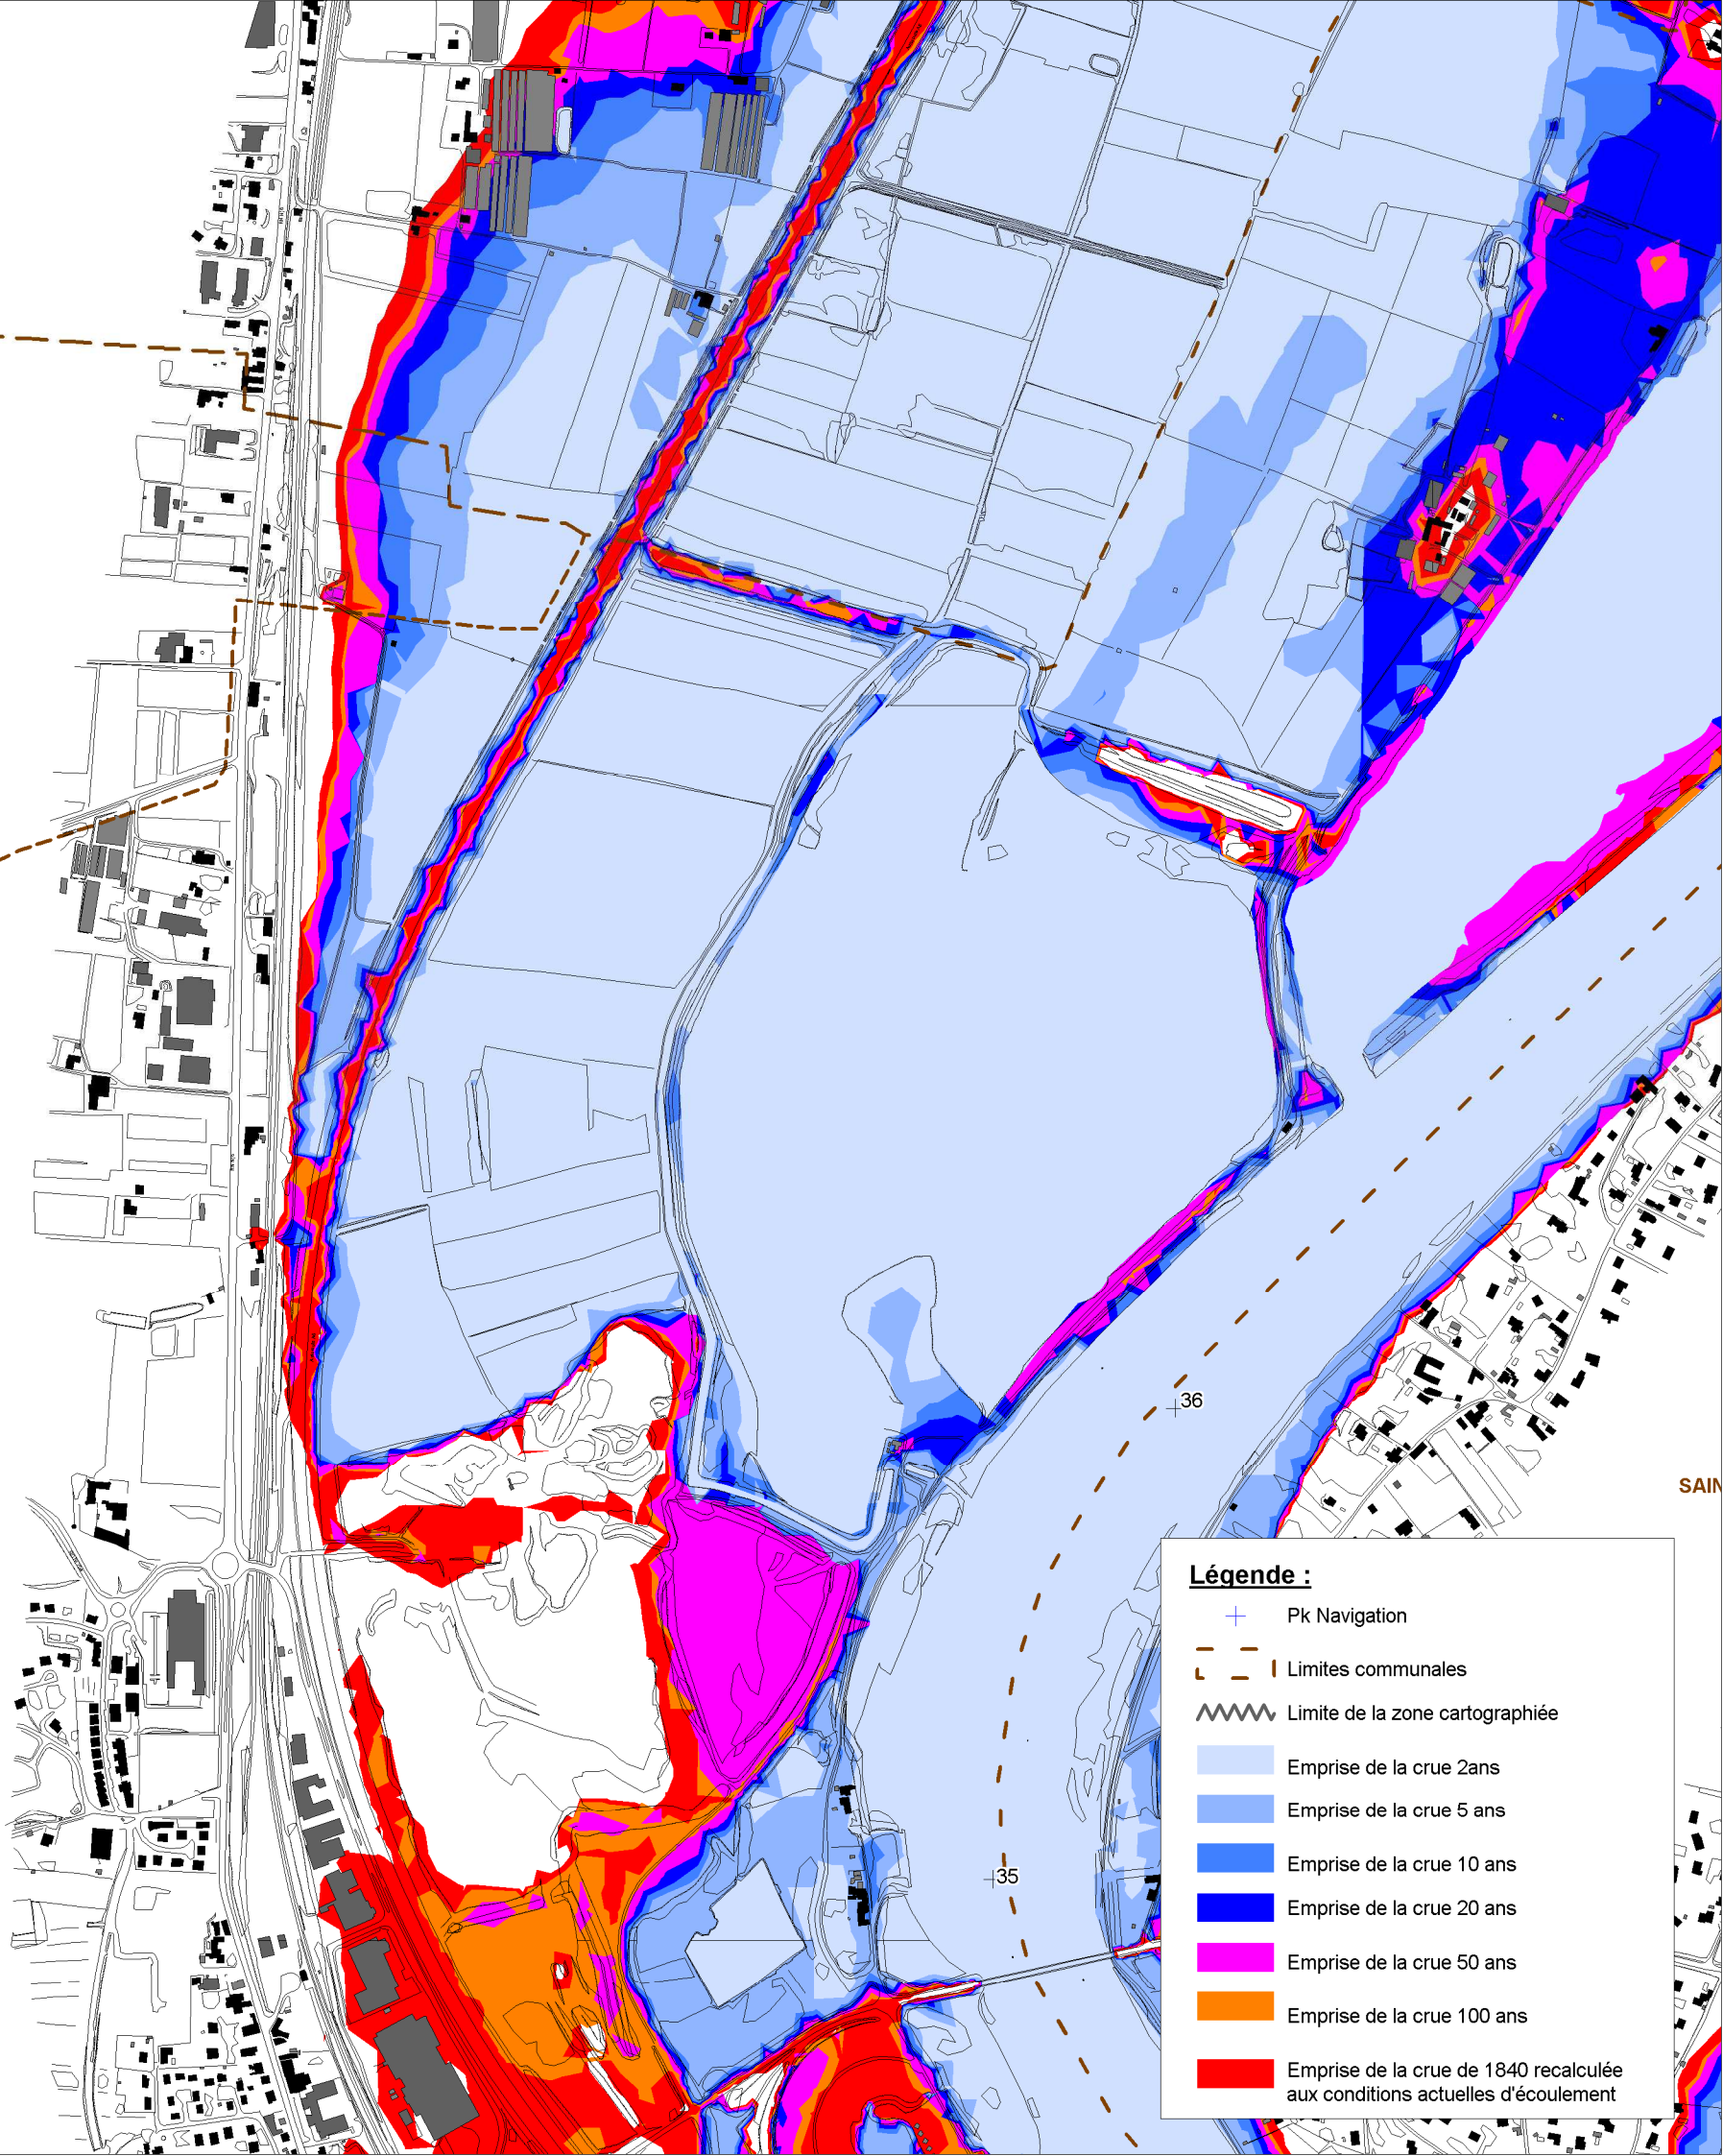 36
SAIN
35
Légende :
Pk Navigation
Limites communales
Limite de la zone cartographiée
Emprise de la crue 2ans
Emprise de la crue 5 ans
Emprise de la crue 10 ans
Emprise de la crue 20 ans
Emprise de la crue 50 ans
Emprise de la crue 100 ans
Emprise de la crue de 1840 recalculée
aux conditions actuelles d'écoulement